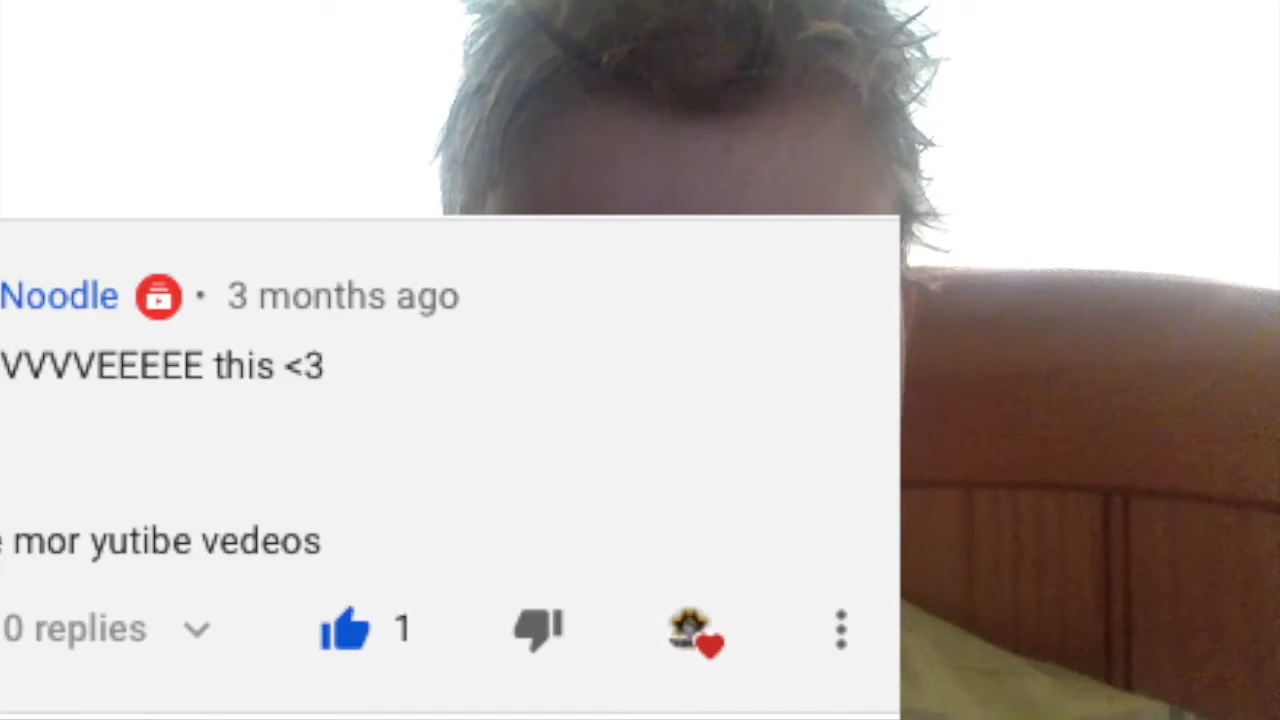 Noodle • 3 months ago
VVVVEEEEE this <3
mor yutibe vedeos
0 replies
1